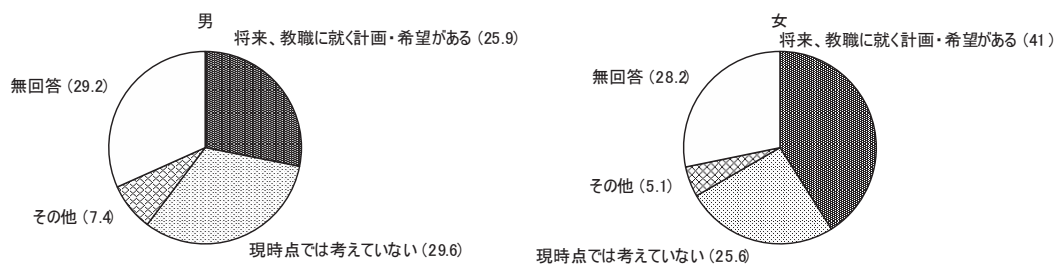 男
将来、教職に就く計画・希望がある（25.9）
無回答（29.2）
その他（7.4）
現時点では考えていない（29.6）
女
将来、教職に就く計画・希望がある（41）
無回答（28.2）
その他（5.1）
現時点では考えていない（25.6）